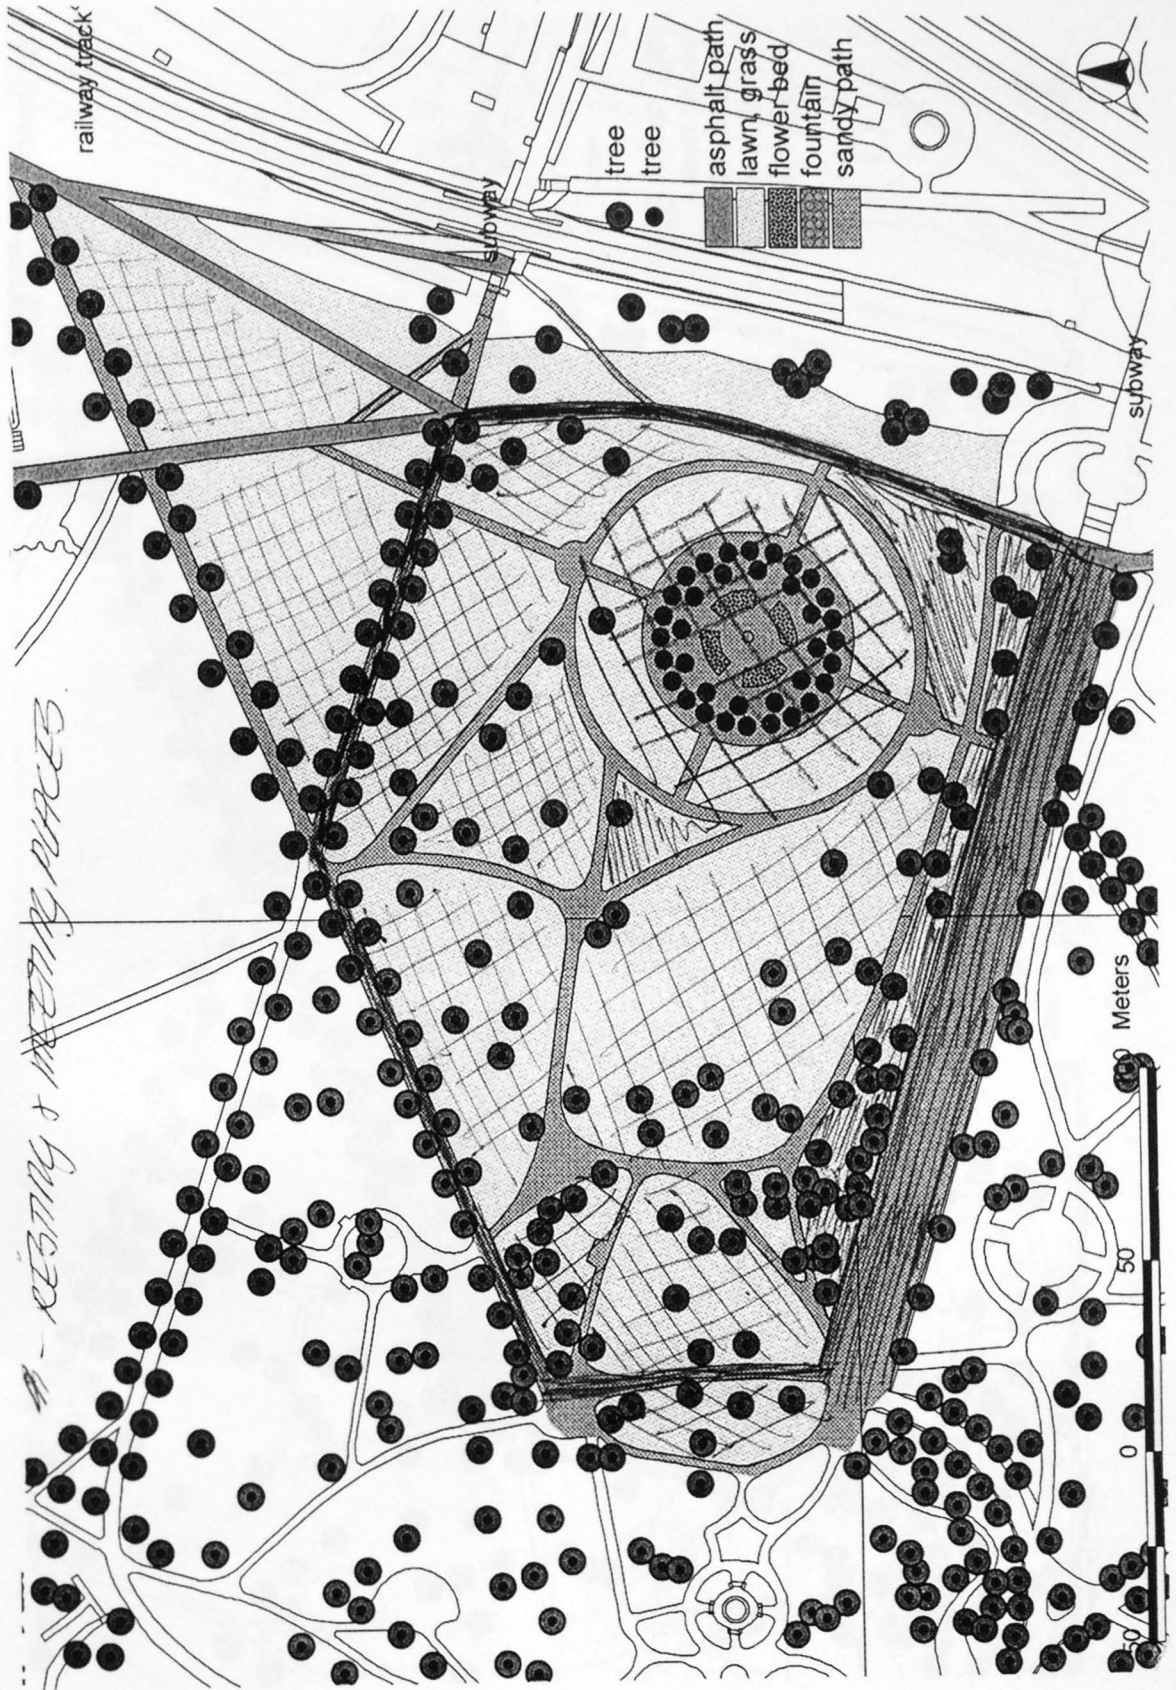 * - RESTING & MEETING PLACES.
railway track
subway
tree
tree
asphalt path
lawn, grass
flower bed
fountain
sandy path
subway
50
0
50
Meters